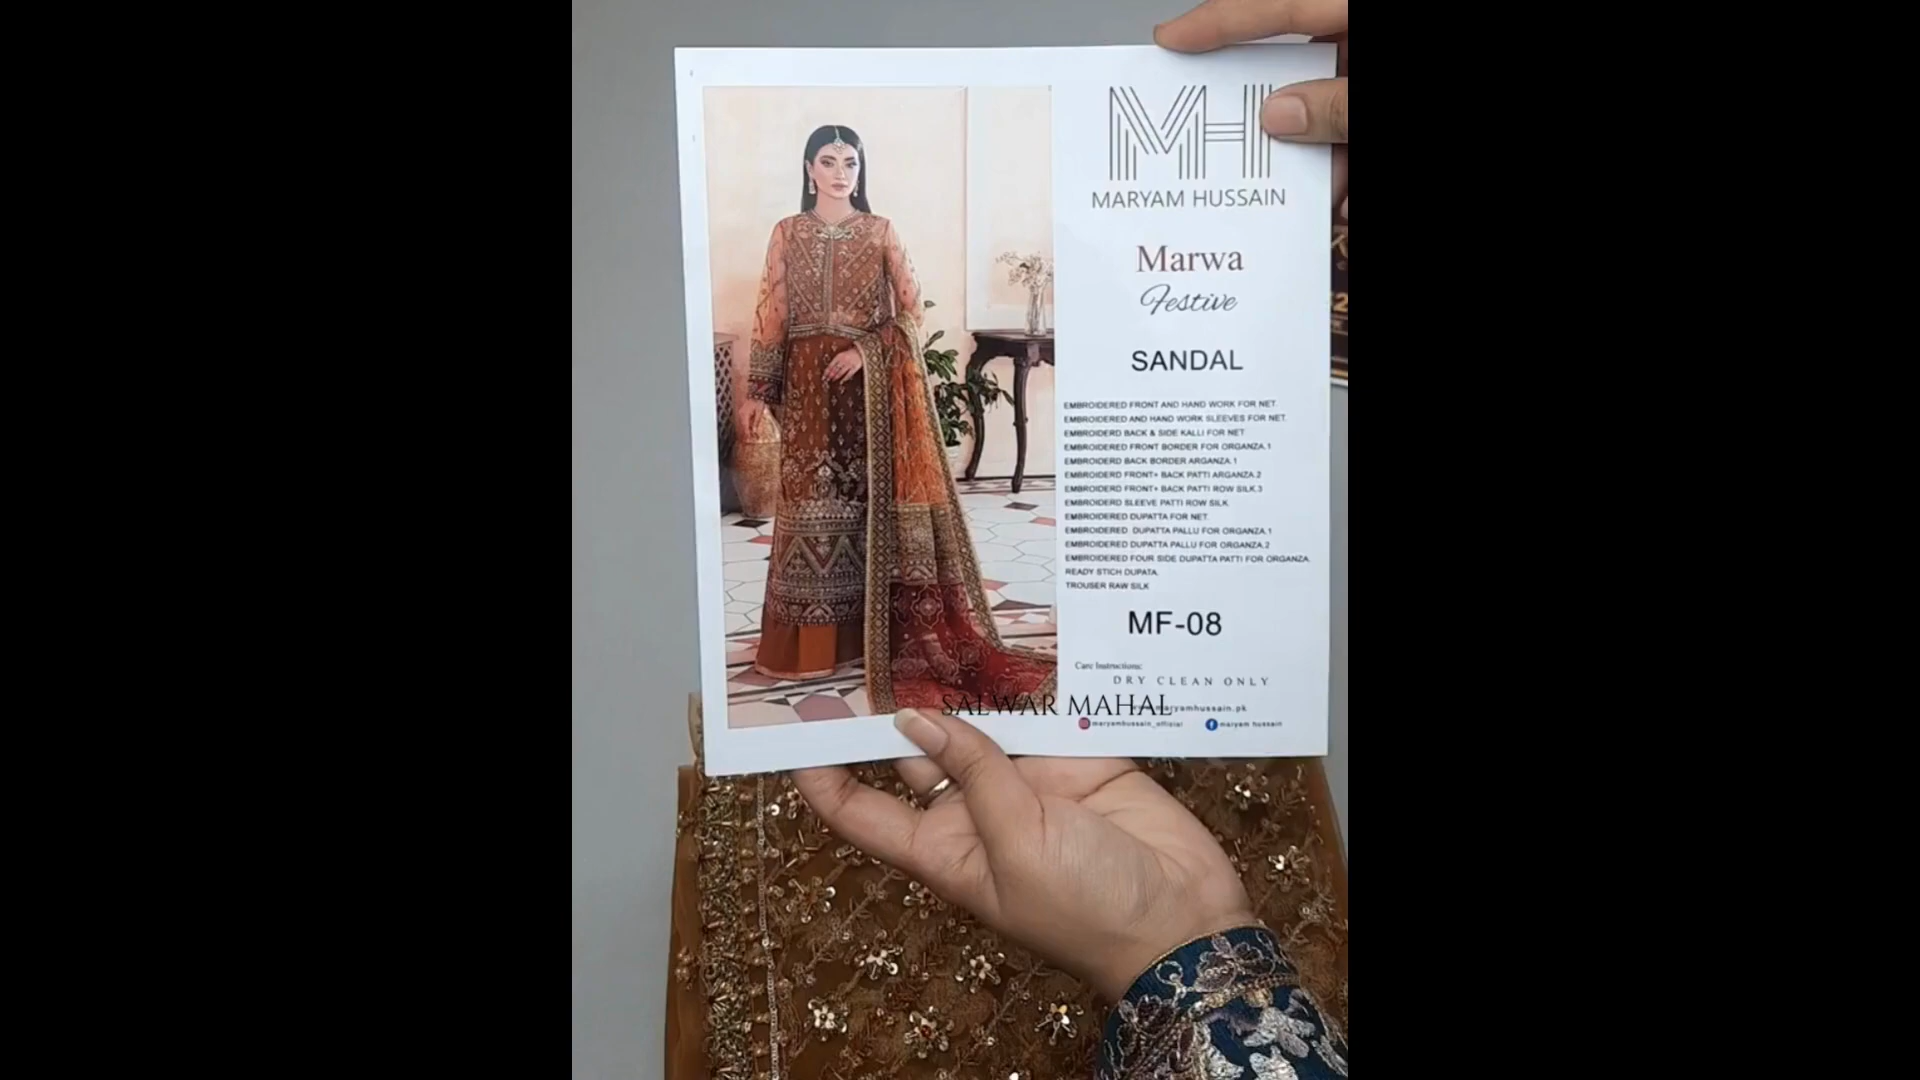 MH
MARYAM HUSSAIN
Marwa
Festive
SANDAL
EMBROIDERED FRONT AND HAND WORK FOR NET.
EMBROIDERED AND HAND WORK SLEEVES FOR NET.
EMBROIDERD BACK & SIDE KALLI FOR NET
EMBROIDERED FRONT BORDER FOR ORGANZA.1
EMBROIDERD BACK BORDER ARGANZA.1
EMBROIDERD FRONT+ BACK PATTI ARGANZA.2
EMBROIDERD FRONT+ BACK PATTI ROW SILK.3
EMBROIDERD SLEEVE PATTI ROW SILK
EMBROIDERED DUPATTA FOR NET.
EMBROIDERED DUPATTA PALLU FOR ORGANZA.1
EMBROIDERED DUPATTA PALLU FOR ORGANZA.2
EMBROIDERED FOUR SIDE DUPATTA PATTI FOR ORGANZA.
READY STICH DUPATA.
TROUSER RAW SILK
MF-08
Care Instructions:
DRY CLEAN ONLY
SALWAR MAHAL
maryamhussain_official maryam hussain